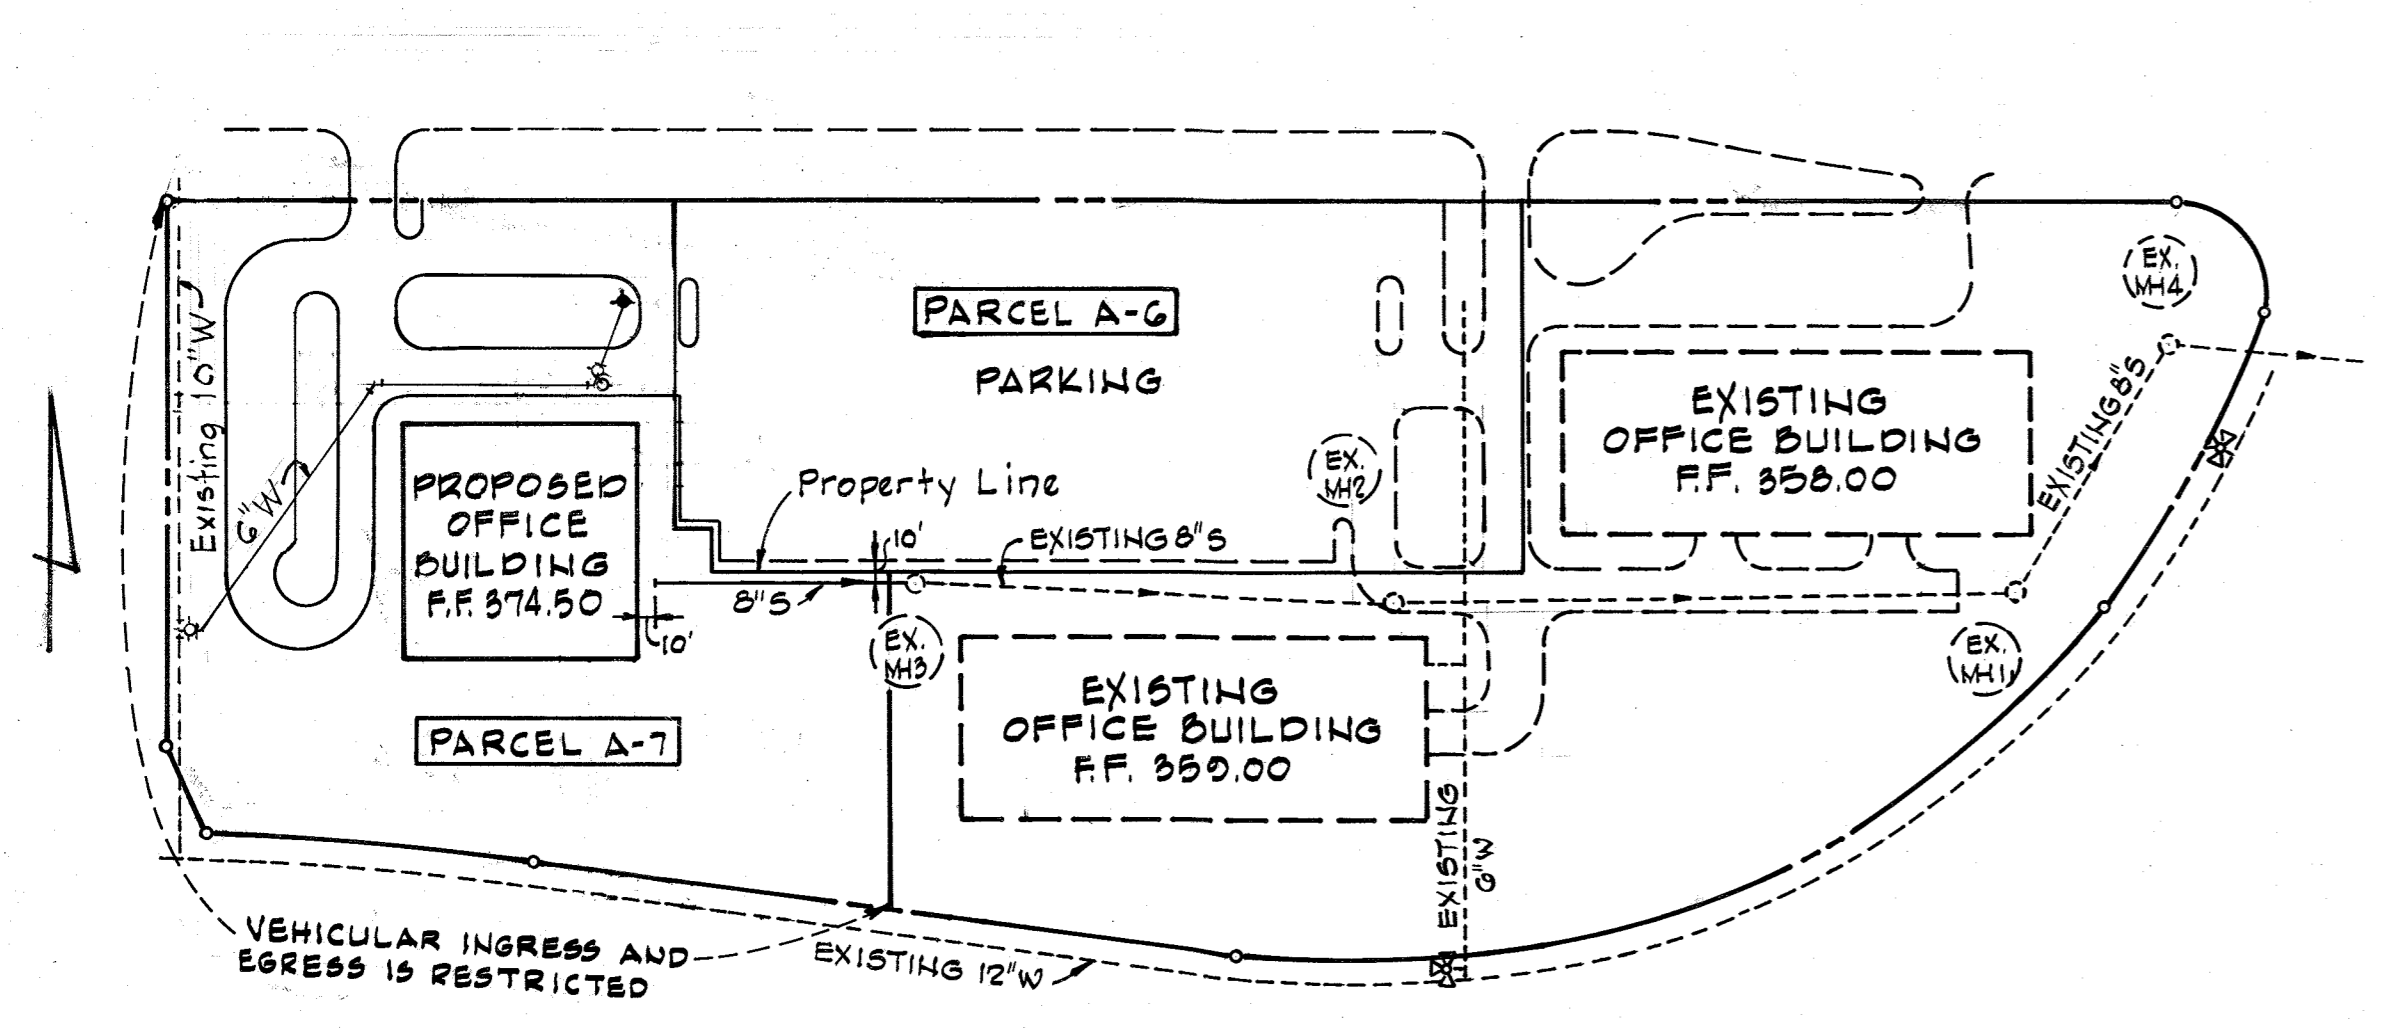 PARCEL A-6
PARKING
EX.
MH4
Existing 10"W
6"W
PROPOSED
OFFICE
BUILDING
F.F. 374.50
Property Line
10'
EXISTING 8"S
EX.
MH2
EXISTING
OFFICE BUILDING
F.F. 358.00
EXISTING 8"S
8"S
10'
EX.
MH3
EX.
MH1
PARCEL A-7
EXISTING
OFFICE BUILDING
F.F. 359.00
EXISTING
6"W
VEHICULAR INGRESS AND
EGRESS IS RESTRICTED
EXISTING 12"W